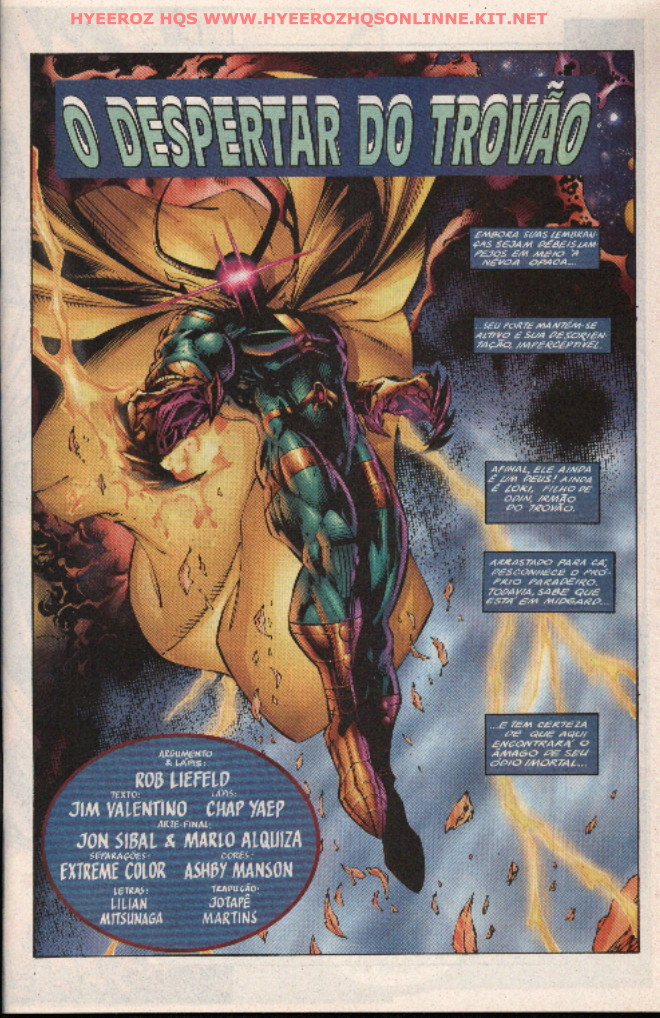 HYEEROZ HQS WWW.HYEEROZHQSONLINNE.KIT.NET
O DESPERTAR DO TROVÃO
EMBORA SUAS LEMBRAN-
ÇAS SEJAM DÉBEIS LAM-
PEJOS EM MEIO À
NÉVOA OPACA...
...SEU PORTE MANTÉM-SE
ALTIVO E SUA DESORIEN-
TAÇÃO, IMPERCEPTÍVEL.
AFINAL, ELE AINDA
É UM DEUS! AINDA
É LOKI, FILHO DE
ODIN, IRMÃO
DO TROVÃO.
ARRASTADO PARA CÁ,
DESCONHECE O PRÓ-
PRIO PARADEIRO.
TODAVIA, SABE QUE
ESTÁ EM MIDGARD...
...E TEM CERTEZA
DE QUE AQUI
ENCONTRARÁ O
ÂMAGO DE SEU
ÓDIO IMORTAL...
ARGUMENTO
& LÁPIS:
ROB LIEFELD
TEXTO: LÁPIS:
JIM VALENTINO CHAP YAEP
ARTE-FINAL:
JON SIBAL & MARLO ALQUIZA
SEPARAÇÕES: CORES:
EXTREME COLOR ASHBY MANSON
LETRAS: TRADUÇÃO:
LILIAN JOTAPÊ
MITSUNAGA MARTINS